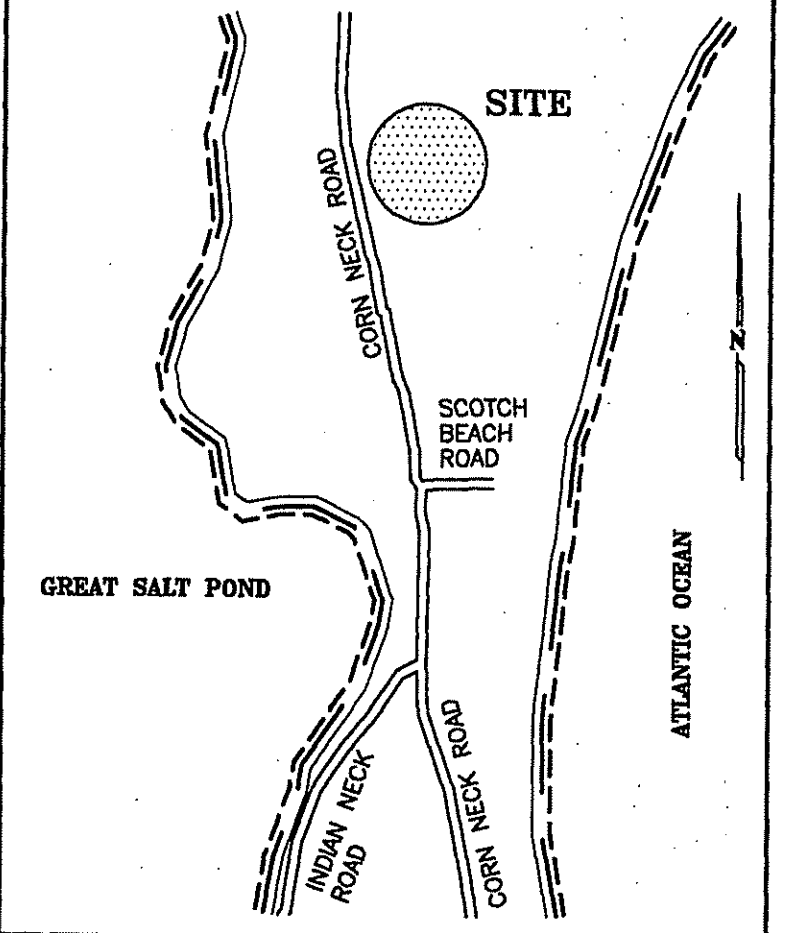 SITE
CORN NECK ROAD
SCOTCH
BEACH
ROAD
N
GREAT SALT POND
ATLANTIC OCEAN
INDIAN NECK
ROAD
CORN NECK ROAD